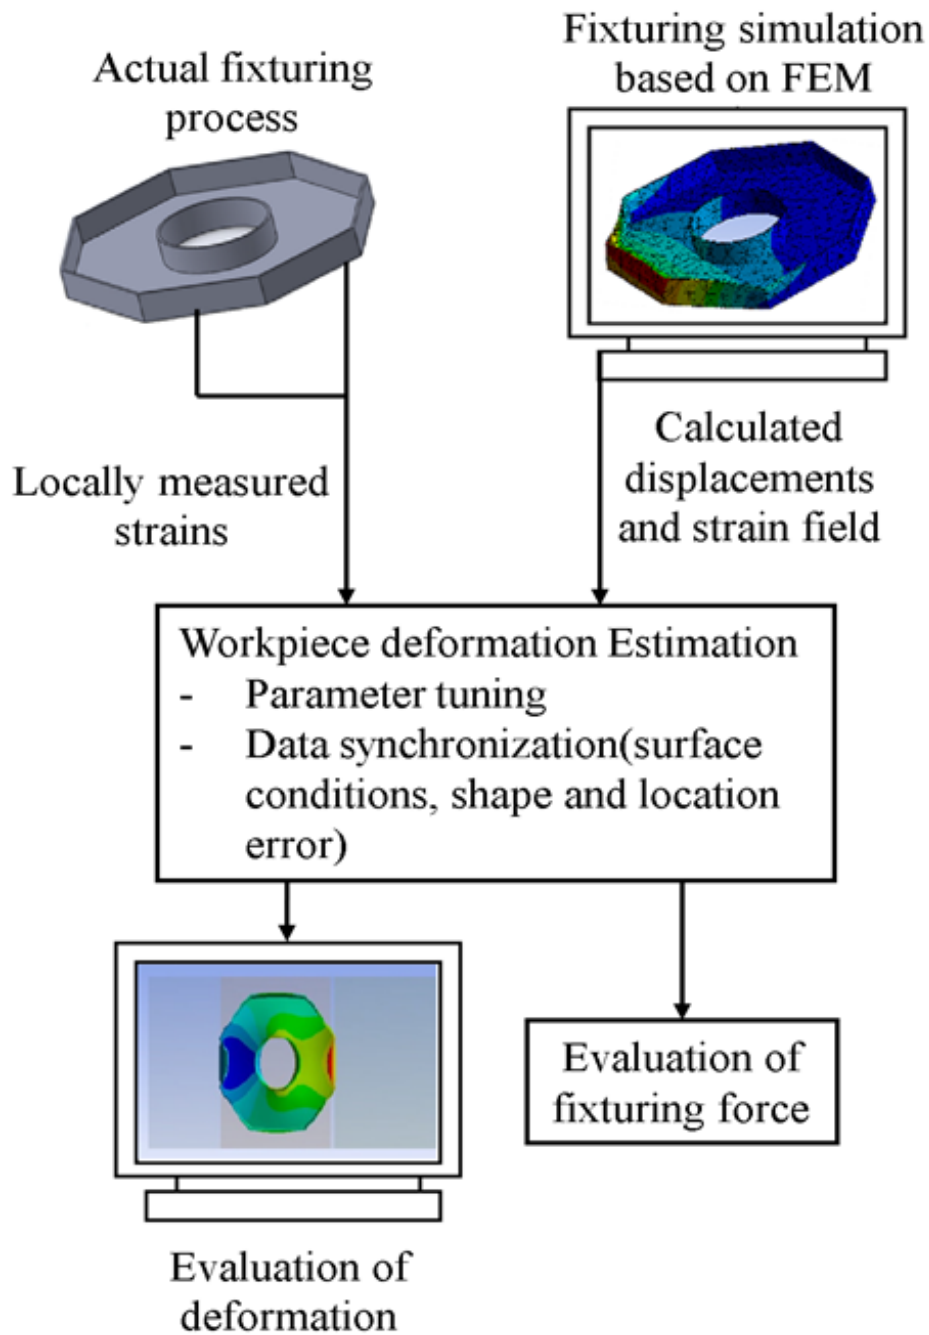 Actual fixturing
process
Fixturing simulation
based on FEM
Locally measured
strains
Calculated
displacements
and strain field
Workpiece deformation Estimation
- Parameter tuning
- Data synchronization(surface
conditions, shape and location
error)
Evaluation of
fixturing force
Evaluation of
deformation